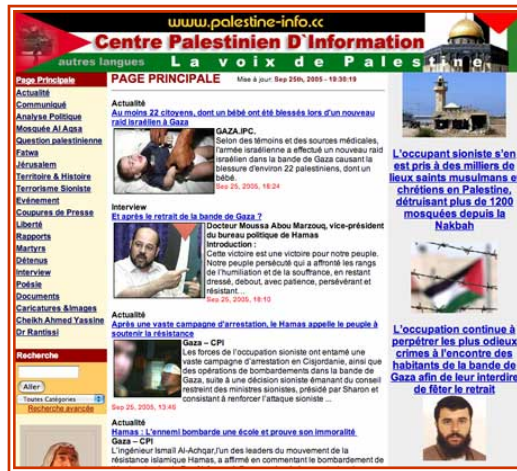 www.palestine-info.cc
Centre Palestinien D`Information
autres langues La voix de Palestine
Page Principale
Actualité
Communiqué
Analyse Politique
Mosquée Al Aqsa
Question palestinienne
Fatwa
Jérusalem
Territoire & Histoire
Terrorisme Sioniste
Evénement
Coupures de Presse
Liberté
Rapports
Martyrs
Détenus
Interview
Poésie
Documents
Caricatures &Images
Cheikh Ahmed Yassine
Dr Rantissi
Recherche
Aller
Toutes Catégories
Recherche avancée
PAGE PRINCIPALE Mise à jour: Sep 25th, 2005 - 19:30:19
Actualité
Au moins 22 citoyens, dont un bébé ont été blessés lors d'un nouveau
raid israélien à Gaza
GAZA.IPC.
Selon des témoins et des sources médicales,
l'armée israélienne a effectué un nouveau raid
israélien dans la bande de Gaza causant la
blessure d'environ 22 palestiniens, dont un
bébé.
Sep 25, 2005, 18:24
Interview
Et après le retrait de la bande de Gaza ?
Docteur Moussa Abou Marzouq, vice-président
du bureau politique de Hamas
Introduction :
Cette victoire est une victoire pour notre peuple.
Notre peuple persécuté qui a affronté les rangs
de l'humiliation et de la souffrance, en restant
dressé, debout, avec patience, persévérant et
résistant...
Sep 25, 2005, 18:10
Actualité
Après une vaste campagne d'arrestation, le Hamas appelle le peuple à
soutenir la résistance
Gaza – CPI
Les forces de l'occupation sioniste ont entamé une
vaste campagne d'arrestation en Cisjordanie, ainsi que
des opérations de bombardements dans la bande de
Gaza, suite à une décision sioniste émanant du conseil
restreint des ministres sionistes, présidé par Sharon et
consistant à renforcer l'attaque sioniste ...
Sep 25, 2005, 13:46
Actualité
Hamas : L'ennemi bombarde une école et prouve son immoralité
Gaza – CPI
L'ingénieur Ismaïl Al-Achqar,l'un des leaders du mouvement de la
résistance islamique Hamas, a affirmé en commentant le bombardement de
L'occupant sioniste s'en
est pris à des milliers de
lieux saints musulmans et
chrétiens en Palestine,
détruisant plus de 1200
mosquées depuis la
Nakbah
L'occupation continue à
perpétrer les plus odieux
crimes à l'encontre des
habitants de la bande de
Gaza afin de leur interdire
de fêter le retrait